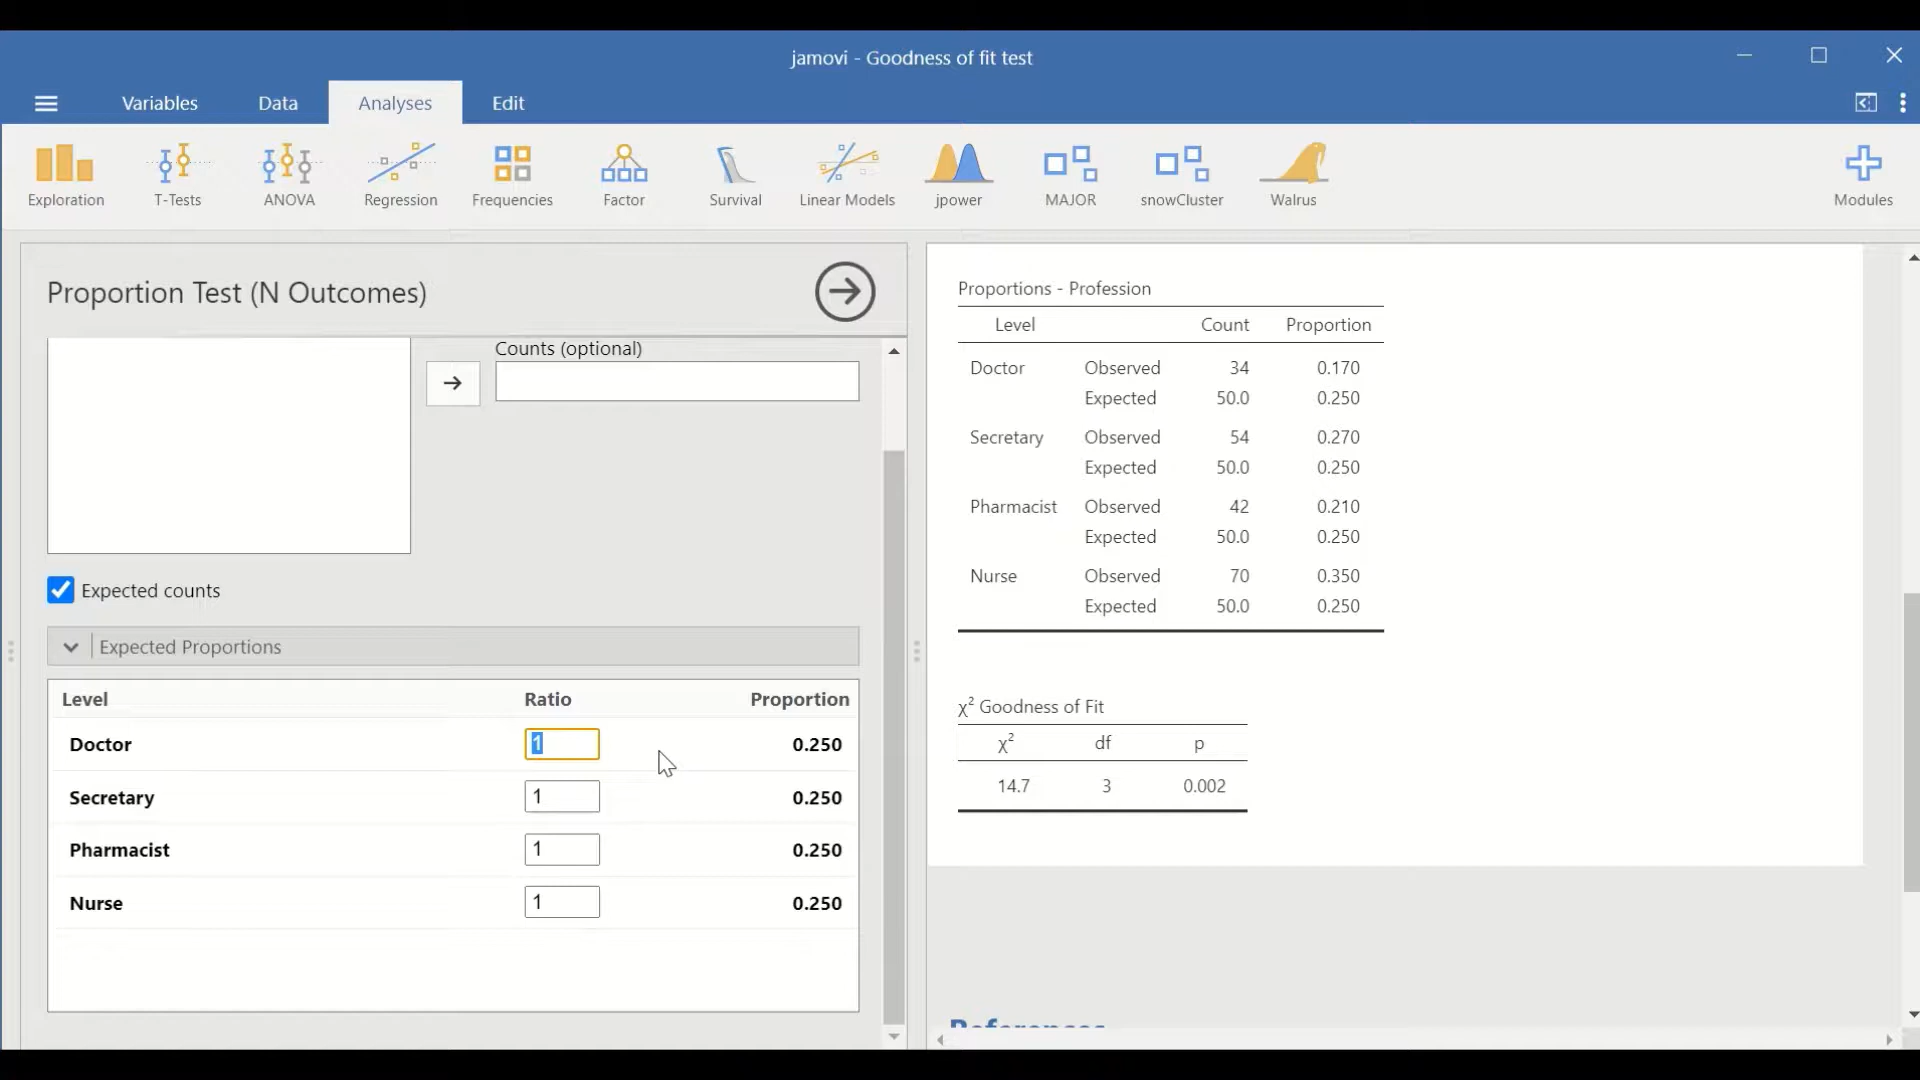 jamovi - Goodness of fit test
Variables Data Analyses Edit
Exploration T-Tests ANOVA Regression Frequencies Factor Survival Linear Models jpower MAJOR snowCluster Walrus Modules
Proportion Test (N Outcomes)
Counts (optional)
Expected counts
Expected Proportions
Level Ratio Proportion
Doctor 1 0.250
Secretary 1 0.250
Pharmacist 1 0.250
Nurse 1 0.250
Proportions - Profession
Level Count Proportion
Doctor Observed 34 0.170
Expected 50.0 0.250
Secretary Observed 54 0.270
Expected 50.0 0.250
Pharmacist Observed 42 0.210
Expected 50.0 0.250
Nurse Observed 70 0.350
Expected 50.0 0.250
χ² Goodness of Fit
χ² df p
14.7 3 0.002
References